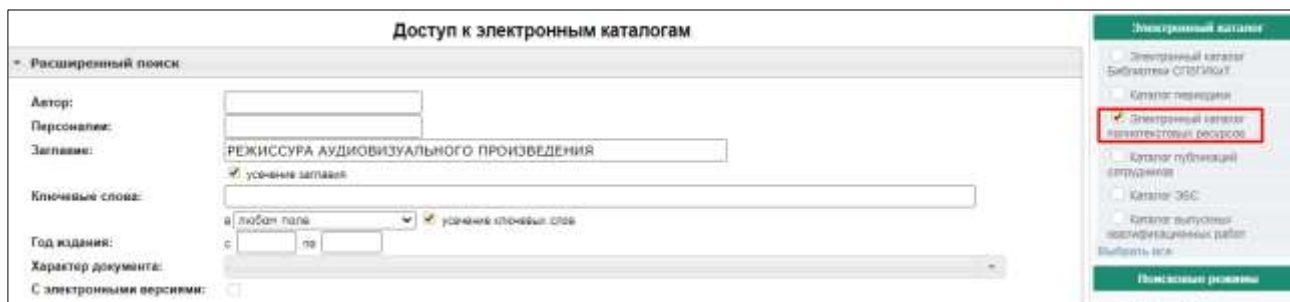 Доступ к электронным каталогам
Расширенный поиск
Автор:
Персоналии:
Заглавие: РЕЖИССУРА АУДИОВИЗУАЛЬНОГО ПРОИЗВЕДЕНИЯ
усечение заглавия
Ключевые слова:
в любом поле усечение ключевых слов
Год издания: с по
Характер документа:
С электронными версиями:
Электронный каталог
Электронный каталог
Библиотеки СПбГИКиТ
Каталог периодики
Электронный каталог
полнотекстовых ресурсов
Каталог публикаций
сотрудников
Каталог ЭБС
Каталог выпускных
квалификационных работ
Выбрать все
Поисковые режимы